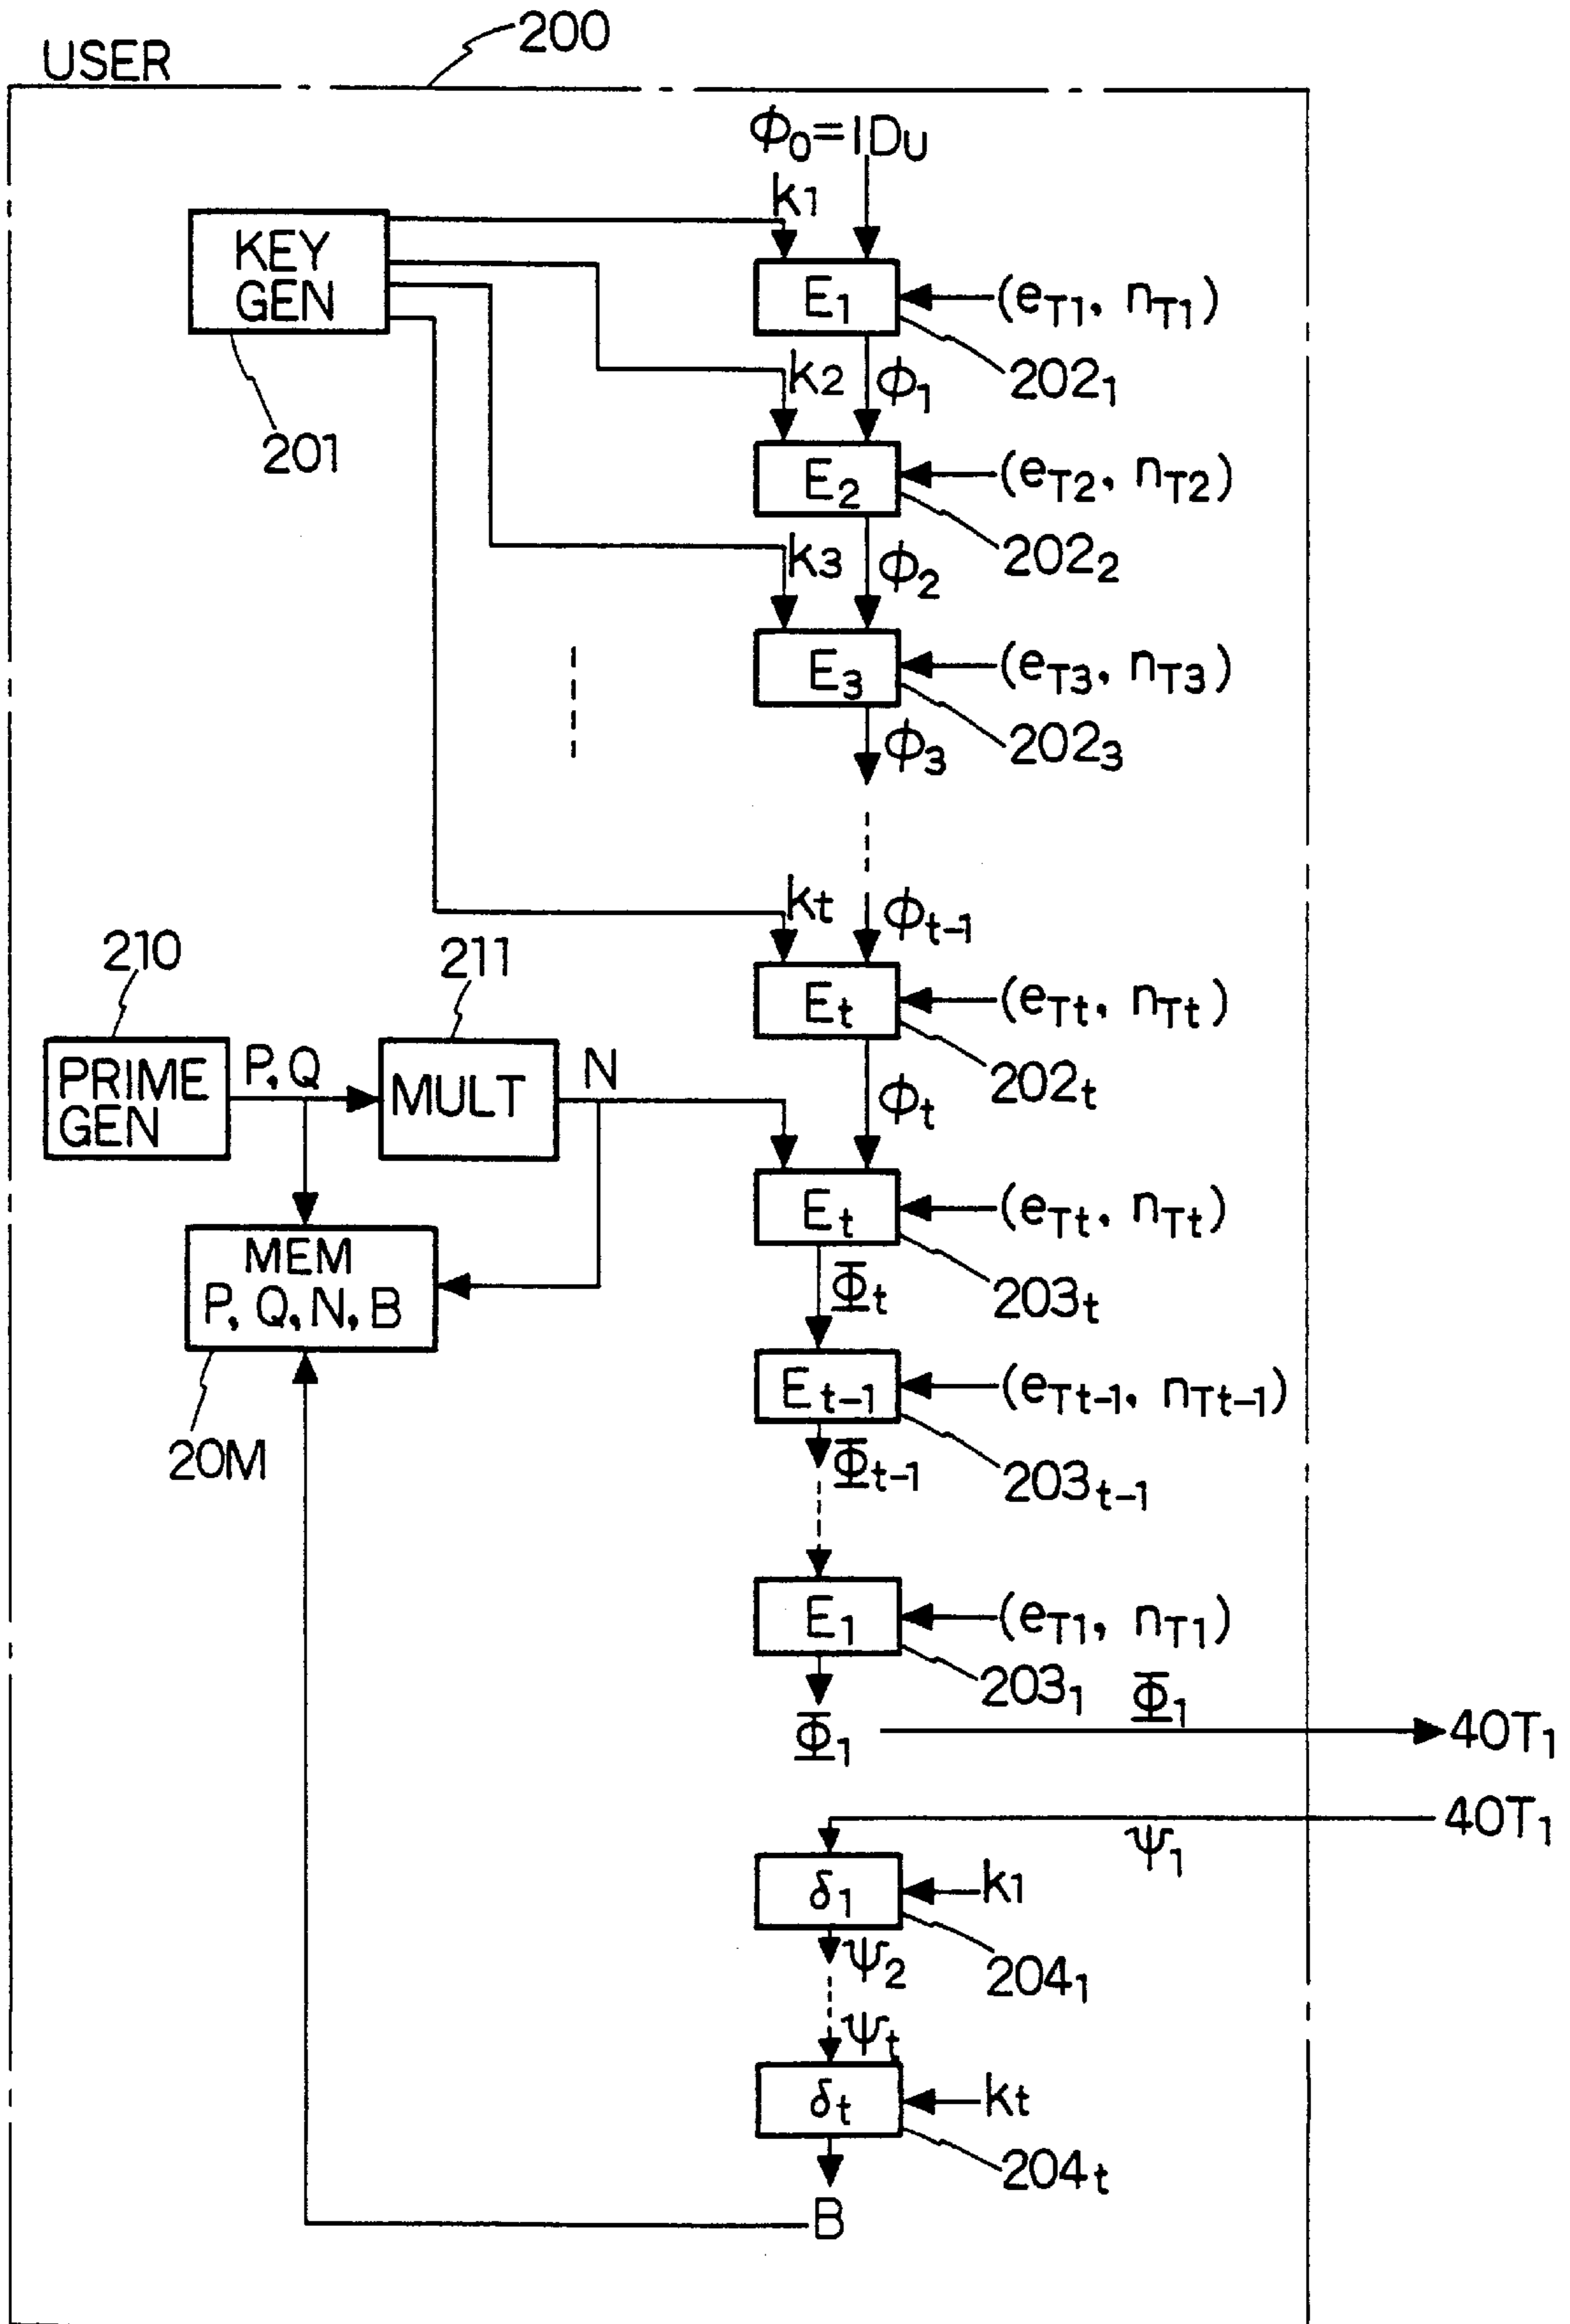 USER
200
ϕ₀=IDU
k₁
KEY GEN
201
E₁
(eT1, nT1)
202₁
k₂
ϕ₁
E₂
(eT2, nT2)
202₂
k₃
ϕ₂
E₃
(eT3, nT3)
202₃
ϕ₃
kt
ϕt-1
Et
(eTt, nTt)
202t
210
211
PRIME GEN
P, Q
MULT
N
ϕt
Et
(eTt, nTt)
203t
MEM
P, Q, N, B
20M
Φt
Et-1
(eTt-1, nTt-1)
203t-1
Φt-1
E₁
(eT1, nT1)
203₁
Φ₁
Φ₁
40T₁
40T₁
ψ₁
δ₁
k₁
204₁
ψ₂
ψt
δt
kt
204t
B